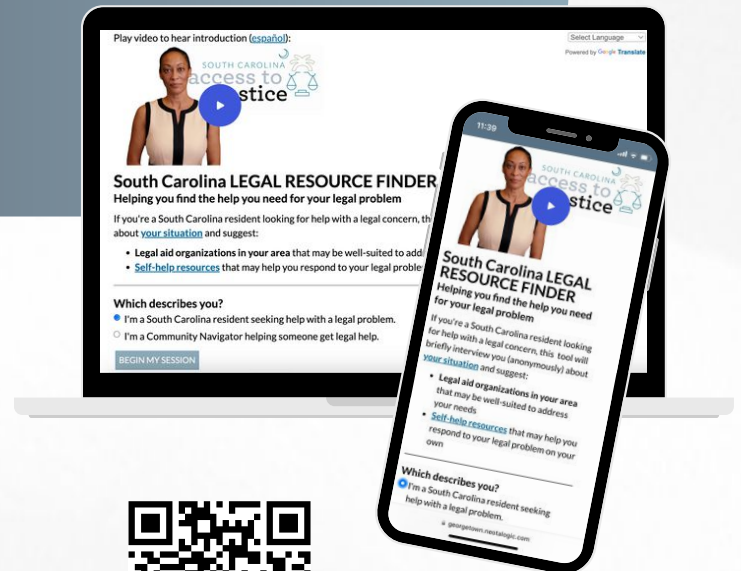 Play video to hear introduction (español):
Select Language
Powered by Google Translate
SOUTH CAROLINA
access to
stice
South Carolina LEGAL RESOURCE FINDER
Helping you find the help you need for your legal problem
If you're a South Carolina resident looking for help with a legal concern, th
about your situation and suggest:
• Legal aid organizations in your area that may be well-suited to add
• Self-help resources that may help you respond to your legal proble
Which describes you?
I'm a South Carolina resident seeking help with a legal problem.
I'm a Community Navigator helping someone get legal help.
BEGIN MY SESSION
11:39
SOUTH CAROLINA
access to
stice
South Carolina LEGAL
RESOURCE FINDER
Helping you find the help you need
for your legal problem
If you're a South Carolina resident looking
for help with a legal concern, this tool will
briefly interview you (anonymously) about
your situation and suggest:
• Legal aid organizations in your area
that may be well-suited to address
your needs
• Self-help resources that may help you
respond to your legal problem on your
own
Which describes you?
I'm a South Carolina resident seeking
help with a legal problem.
georgetown.neotalogic.com